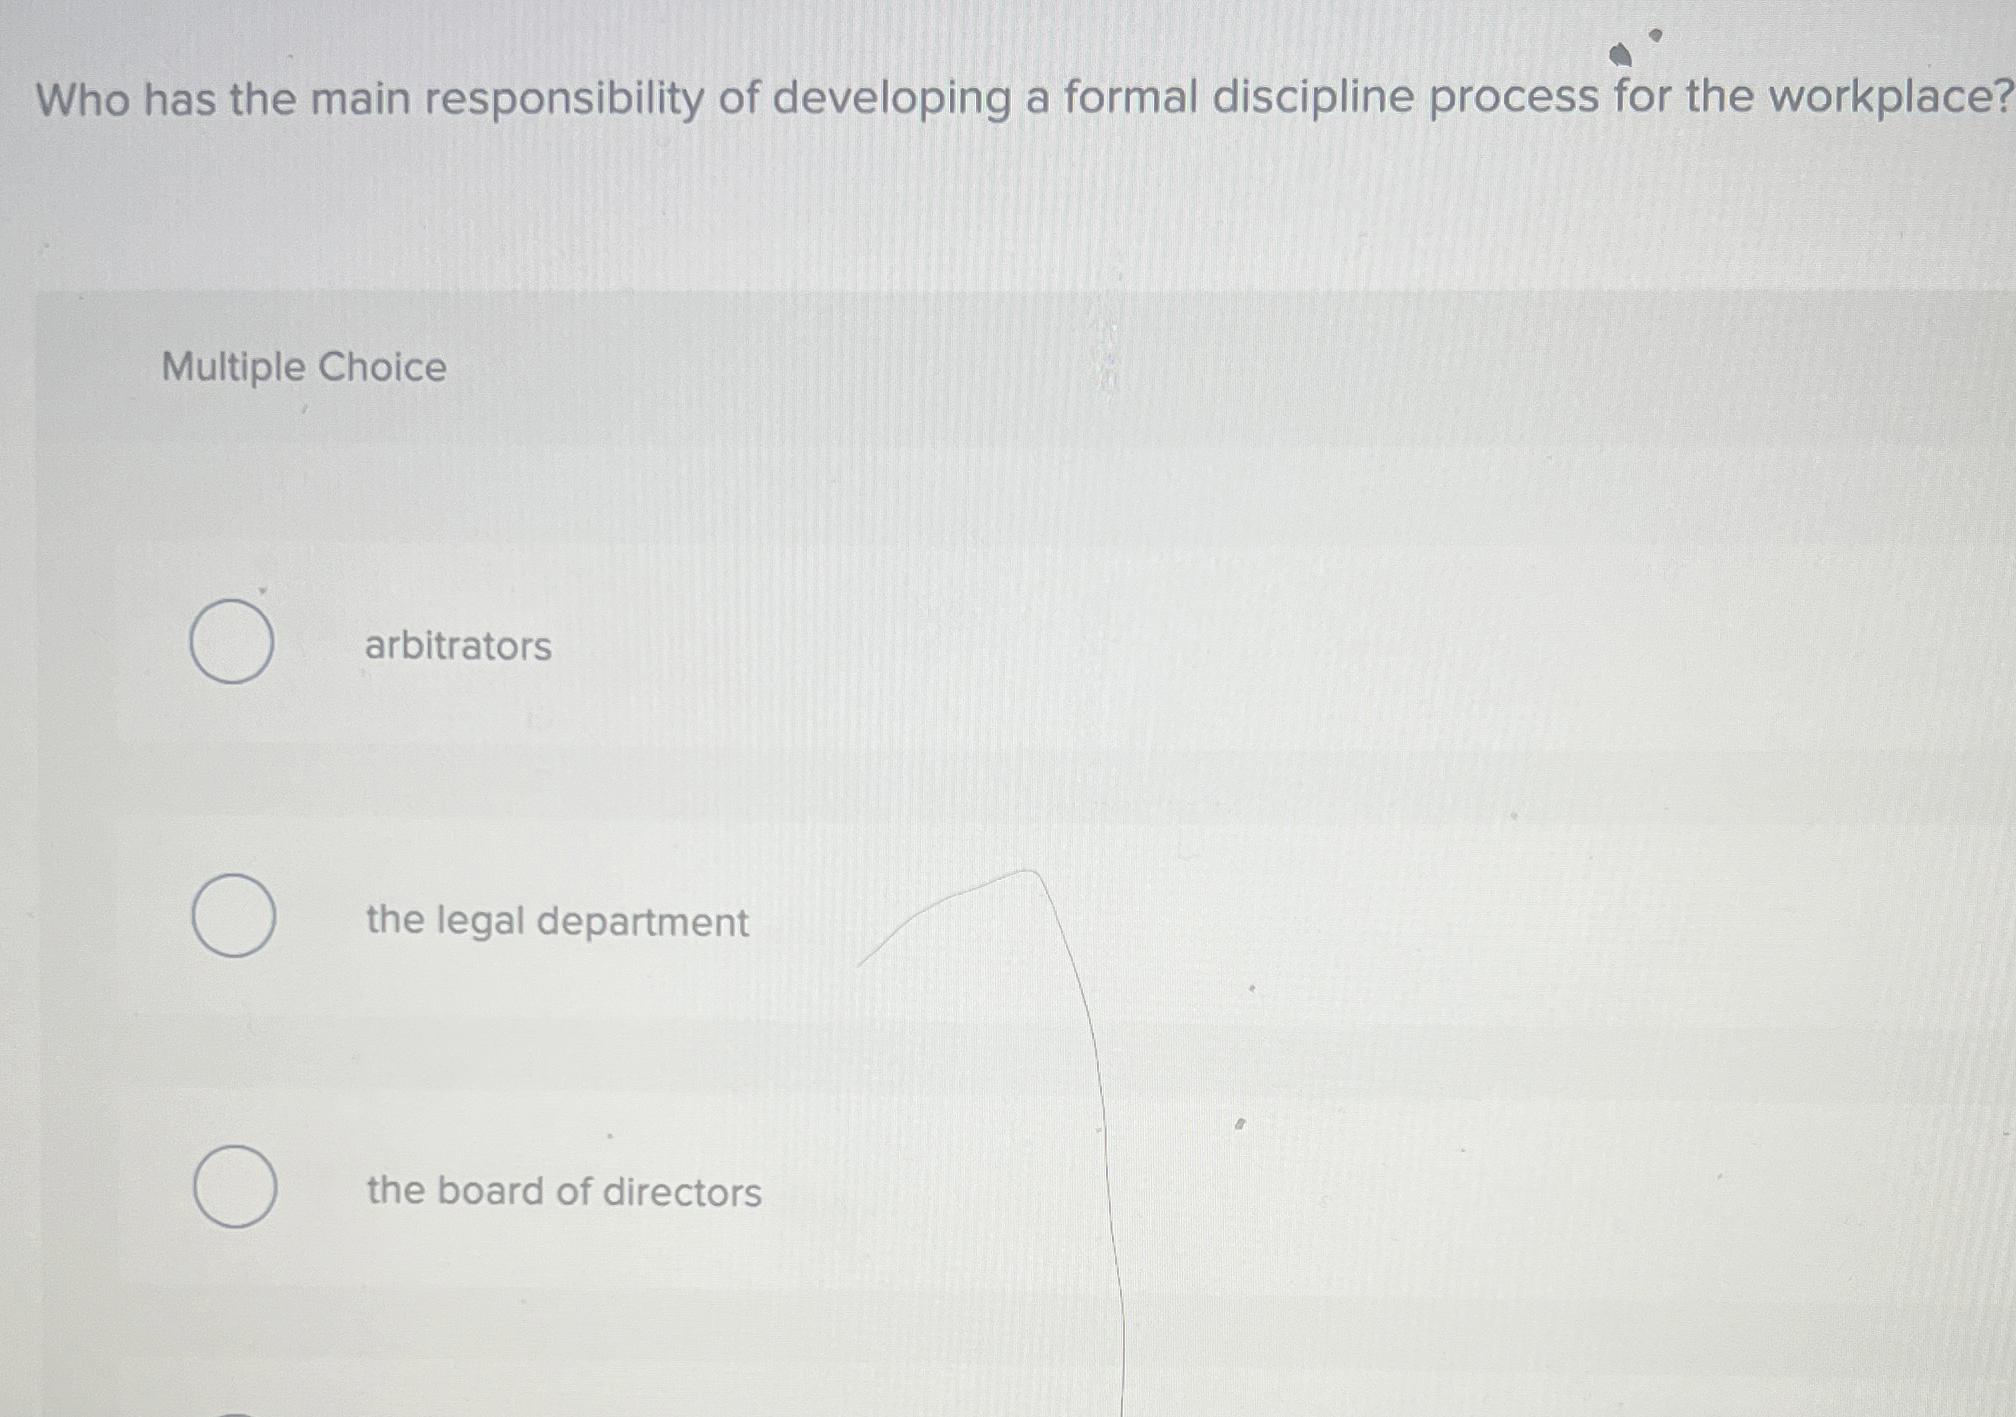 Who has the main responsibility of developing a formal discipline process for the workplace?
Multiple Choice
arbitrators
the legal department
the board of directors